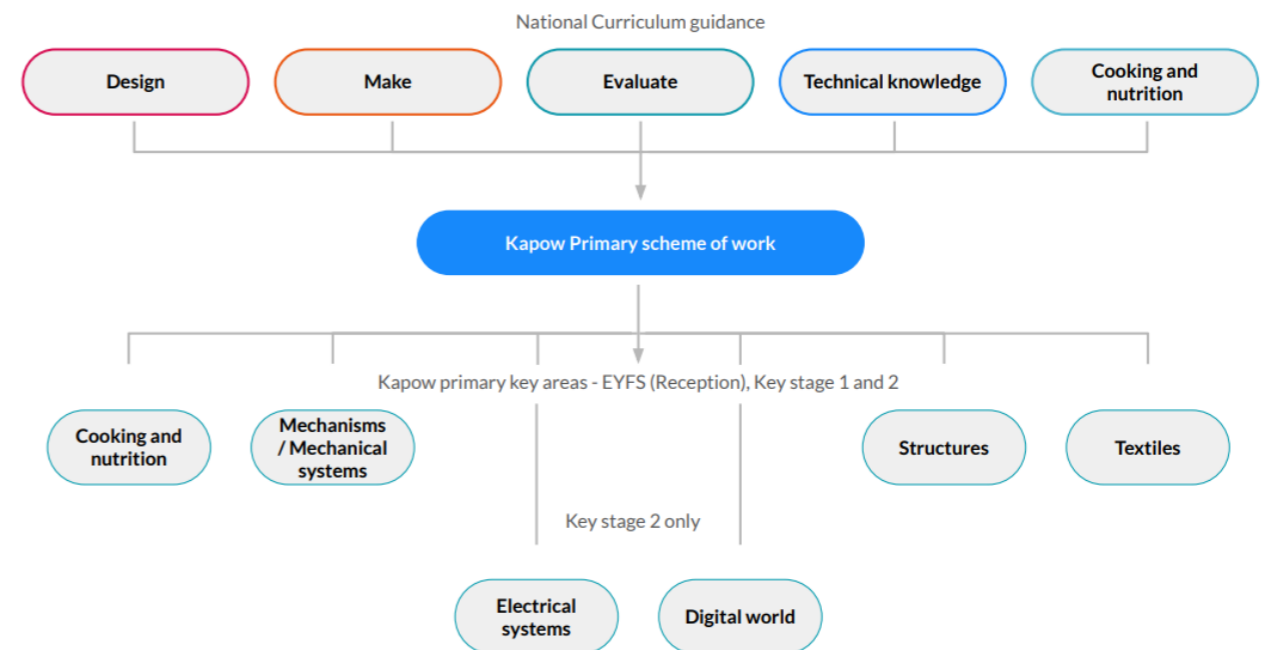 National Curriculum guidance
Design
Make
Evaluate
Technical knowledge
Cooking and
nutrition
Kapow Primary scheme of work
Kapow primary key areas - EYFS (Reception), Key stage 1 and 2
Cooking and
nutrition
Mechanisms
/ Mechanical
systems
Structures
Textiles
Key stage 2 only
Electrical
systems
Digital world